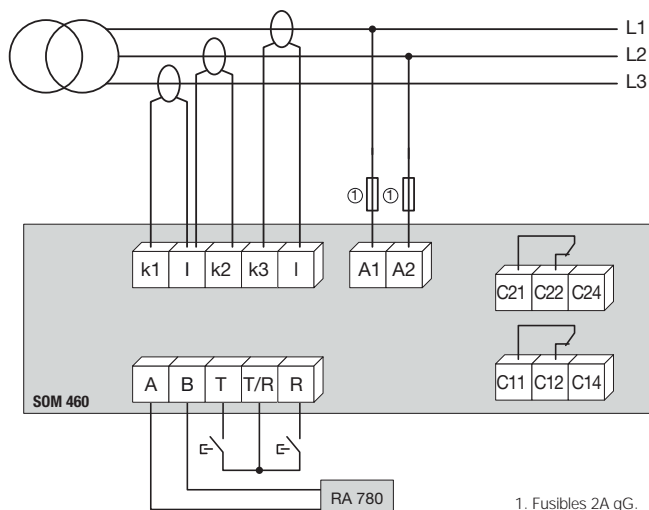 L1
L2
L3
① ①
k1 I k2 k3 I
A1 A2
C21 C22 C24
C11 C12 C14
A B T T/R R
SOM 460
RA 780
1. Fusibles 2A gG.